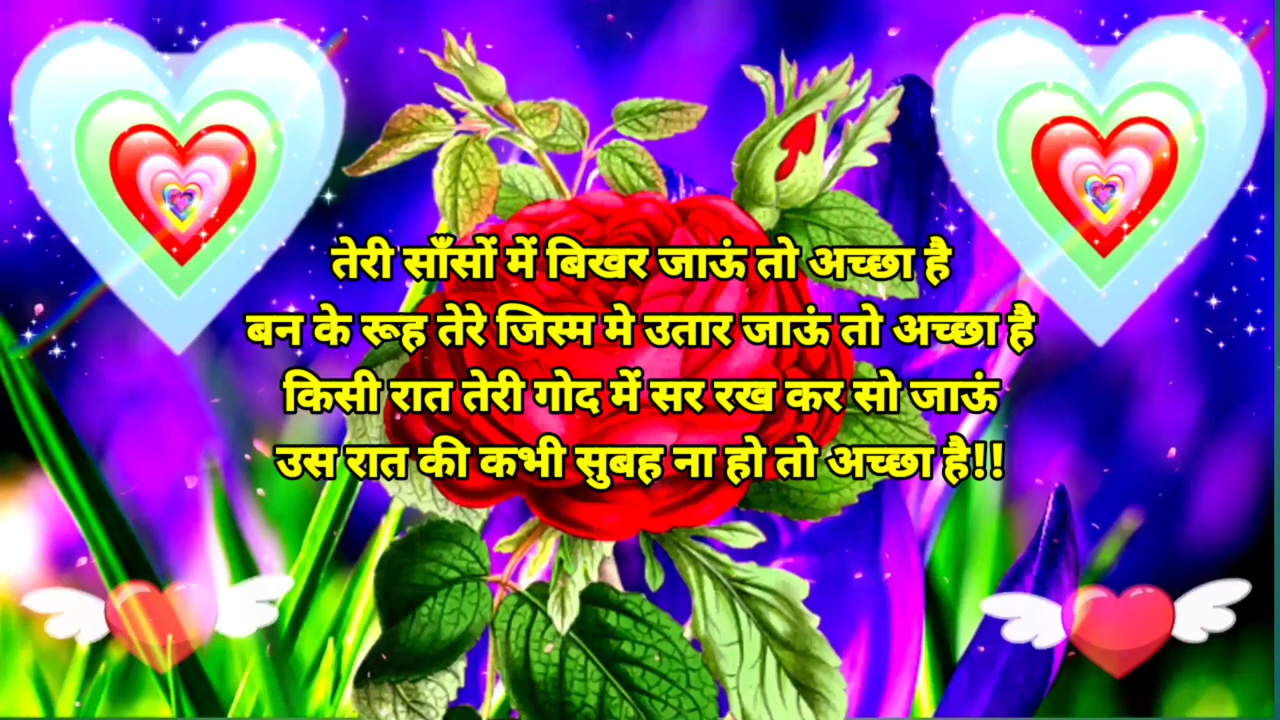 तेरी साँसों में बिखर जाऊं तो अच्छा है
बन के रूह तेरे जिस्म मे उतार जाऊं तो अच्छा है
किसी रात तेरी गोद में सर रख कर सो जाऊं
उस रात की कभी सुबह ना हो तो अच्छा है!!